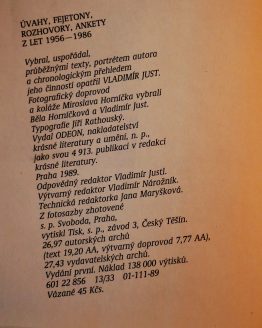 ÚVAHY, FEJETONY,
ROZHOVORY, ANKETY
Z LET 1956—1986
Vybral, uspořádal,
průběžnými texty, portrétem autora
a chronologickým přehledem
jeho činnosti opatřil VLADIMÍR JUST.
Fotografický doprovod
a koláže Miroslava Horníčka vybrali
Běla Horníčková a Vladimír Just.
Typografie Jiří Rathouský.
Vydal ODEON, nakladatelství
krásné literatury a umění, n. p.,
jako svou 4 913. publikaci v redakci
krásné literatury.
Praha 1989.
Odpovědný redaktor Vladimír Justl.
Výtvarný redaktor Vladimír Nárožník.
Technická redaktorka Jana Maryšková.
Z fotosazby zhotovené
s. p. Svoboda, Praha,
vytiskl Tisk, s. p., závod 3, Český Těšín.
26,97 autorských archů
(text 19,20 AA, výtvarný doprovod 7,77 AA),
27,43 vydavatelských archů.
Vydání první. Náklad 138 000 výtisků.
601 22 856 13/33 01-111-89
Vázané 45 Kčs.